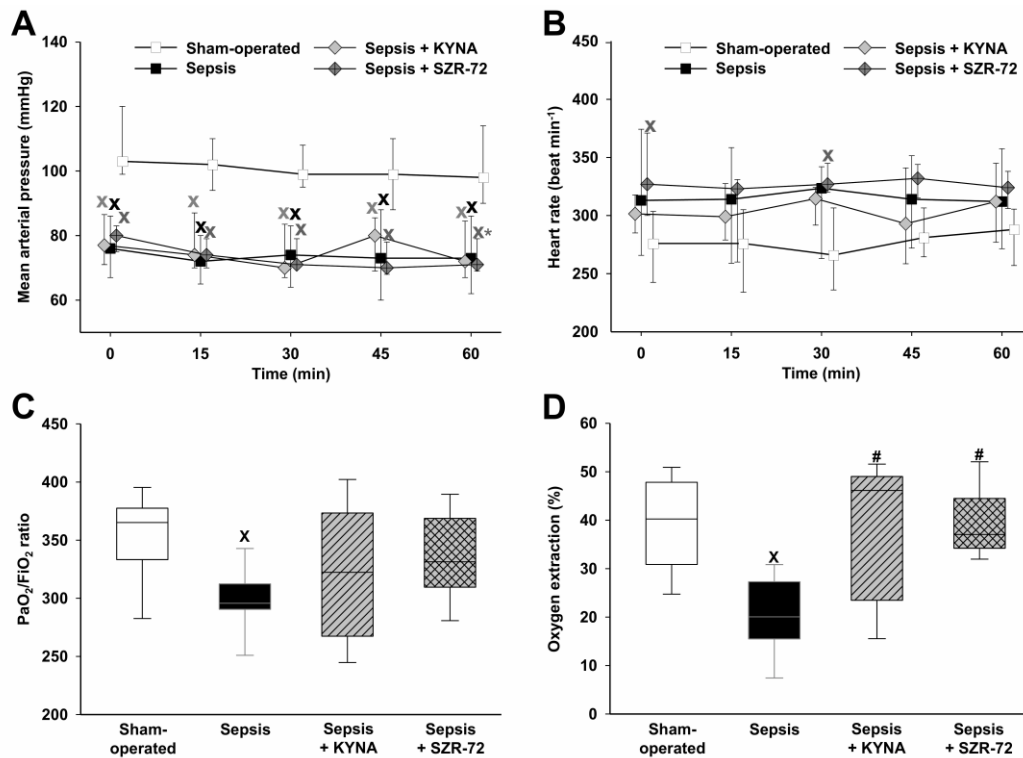 A
Sham-operated
Sepsis
Sepsis + KYNA
Sepsis + SZR-72
Mean arterial pressure (mmHg)
140
120
100
80
60
X X X
X X X
X X X
X X X
X X X*
0 15 30 45 60
Time (min)
B
Sham-operated
Sepsis
Sepsis + KYNA
Sepsis + SZR-72
Heart rate (beat min⁻¹)
450
400
350
300
250
200
X
X
0 15 30 45 60
Time (min)
C
PaO₂/FiO₂ ratio
450
400
350
300
250
200
X
Sham-
operated
Sepsis
Sepsis
+ KYNA
Sepsis
+ SZR-72
D
Oxygen extraction (%)
60
50
40
30
20
10
0
X
#
#
Sham-
operated
Sepsis
Sepsis
+ KYNA
Sepsis
+ SZR-72